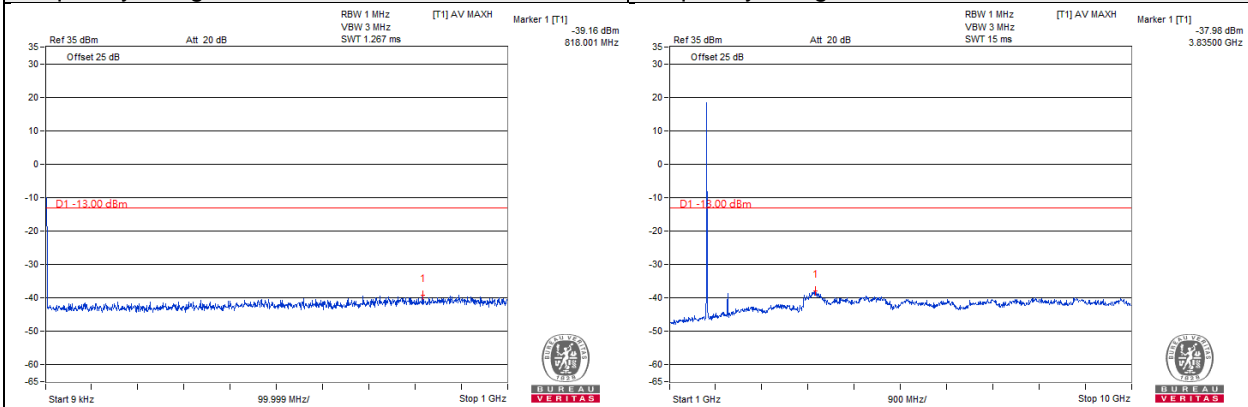 RBW 1 MHz
[T1] AV MAXH
Marker 1 [T1]
VBW 3 MHz
-39.16 dBm
Ref 35 dBm
Att 20 dB
SWT 1.267 ms
818.001 MHz
35
Offset 25 dB
30
20
10
0
-10
D1 -13.00 dBm
-20
-30
1
-40
-50
-60
-65
Start 9 kHz
99.999 MHz/
Stop 1 GHz
BUREAU VERITAS
1828
BUREAU
VERITAS
RBW 1 MHz
[T1] AV MAXH
Marker 1 [T1]
VBW 3 MHz
-37.98 dBm
Ref 35 dBm
Att 20 dB
SWT 15 ms
3.83500 GHz
35
Offset 25 dB
30
20
10
0
-10
D1 -13.00 dBm
-20
-30
1
-40
-50
-60
-65
Start 1 GHz
900 MHz/
Stop 10 GHz
BUREAU VERITAS
1828
BUREAU
VERITAS